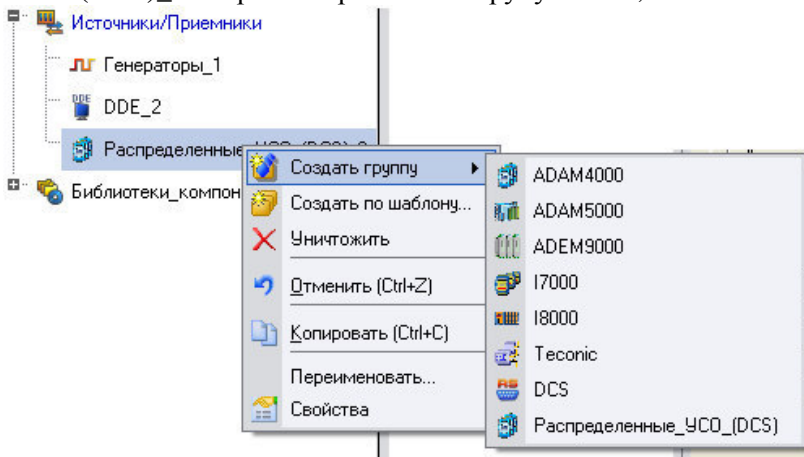 Источники/Приемники
Генераторы_1
DDE_2
Распределенные
Библиотеки_компон
Создать группу
Создать по шаблону...
Уничтожить
Отменить (Ctrl+Z)
Копировать (Ctrl+C)
Переименовать...
Свойства
ADAM4000
ADAM5000
ADEM9000
I7000
I8000
Teconic
DCS
Распределенные_УСО_(DCS)